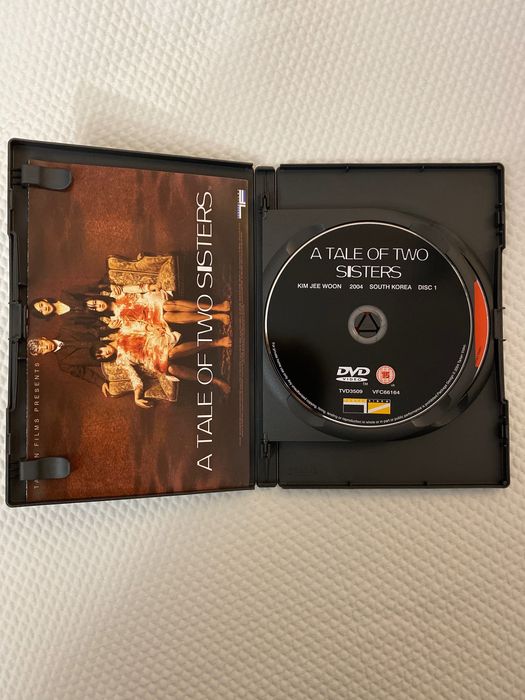 TARTAN FILMS PRESENTS
A TALE OF TWO SISTERS
A TALE OF TWO
SISTERS
KIM JEE WOON 2004 SOUTH KOREA DISC 1
DVD
VIDEO
TM
15
TVD3509 VFC66164